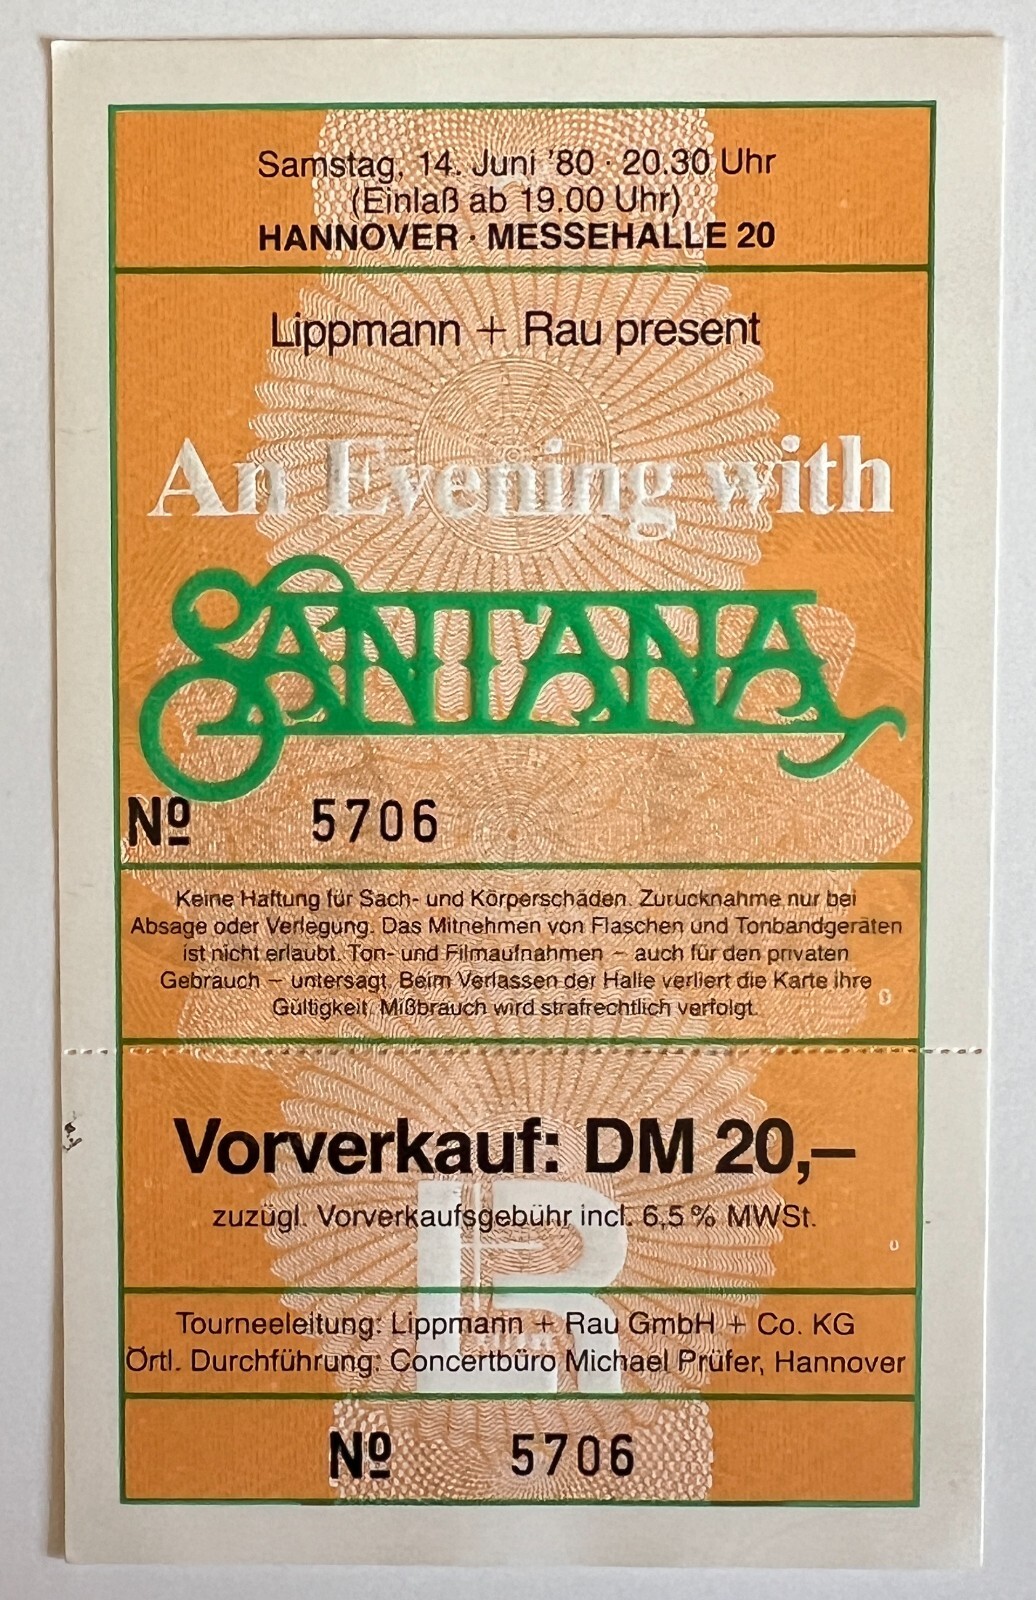 Samstag, 14. Juni '80 · 20.30 Uhr
(Einlaß ab 19.00 Uhr)
HANNOVER · MESSEHALLE 20
Lippmann + Rau present
An Evening with
SANTANA
Nº 5706
Keine Haftung für Sach- und Körperschäden. Zurücknahme nur bei
Absage oder Verlegung. Das Mitnehmen von Flaschen und Tonbandgeräten
ist nicht erlaubt. Ton- und Filmaufnahmen – auch für den privaten
Gebrauch – untersagt. Beim Verlassen der Halle verliert die Karte ihre
Gültigkeit. Mißbrauch wird strafrechtlich verfolgt.
Vorverkauf: DM 20,–
zuzügl. Vorverkaufsgebühr incl. 6,5 % MWSt.
Tourneeleitung: Lippmann + Rau GmbH + Co. KG
Örtl. Durchführung: Concertbüro Michael Prüfer, Hannover
Nº 5706